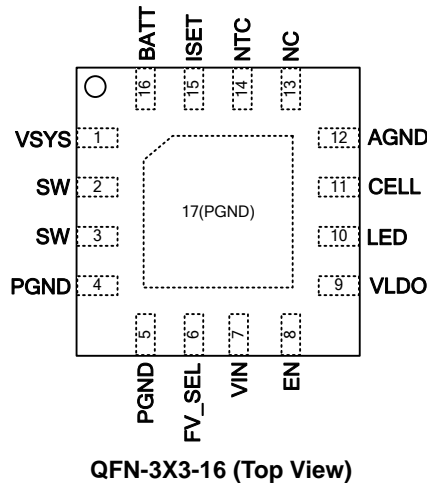 BATT ISET NTC NC
16 15 14 13
VSYS 1 12 AGND
SW 2 11 CELL
17(PGND)
SW 3 10 LED
PGND 4 9 VLDO
5 6 7 8
PGND FV_SEL VIN EN
QFN-3X3-16 (Top View)